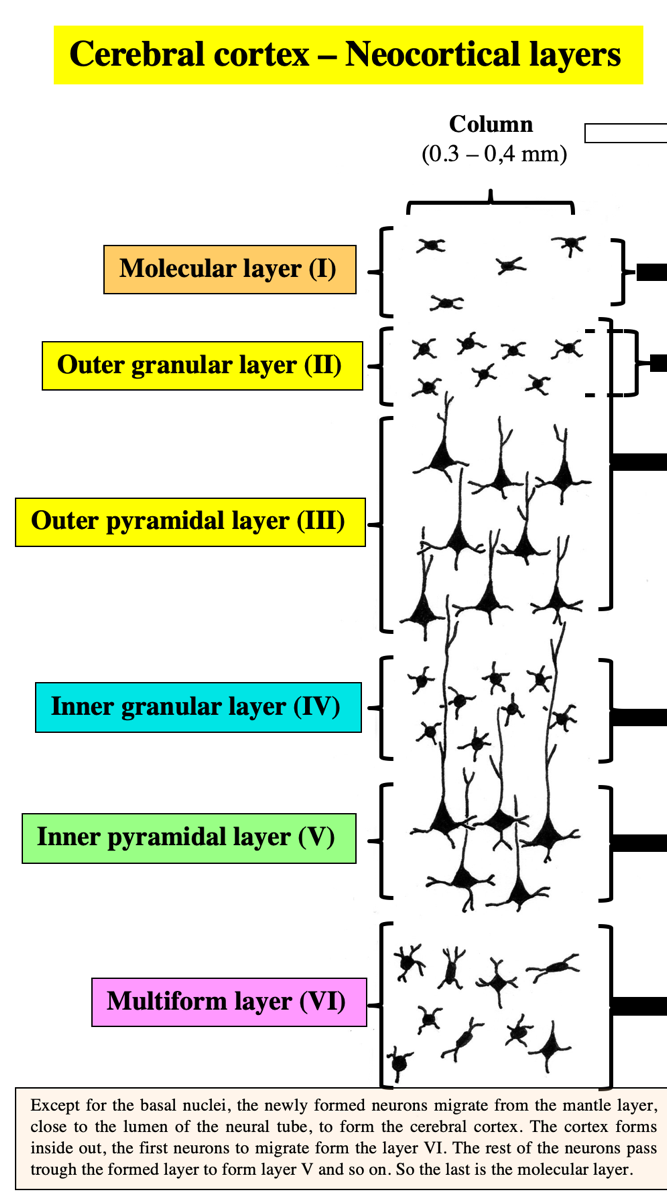 Cerebral cortex – Neocortical layers
Column
(0.3 – 0,4 mm)
Molecular layer (I)
Outer granular layer (II)
Outer pyramidal layer (III)
Inner granular layer (IV)
Inner pyramidal layer (V)
Multiform layer (VI)
Except for the basal nuclei, the newly formed neurons migrate from the mantle layer,
close to the lumen of the neural tube, to form the cerebral cortex. The cortex forms
inside out, the first neurons to migrate form the layer VI. The rest of the neurons pass
trough the formed layer to form layer V and so on. So the last is the molecular layer.